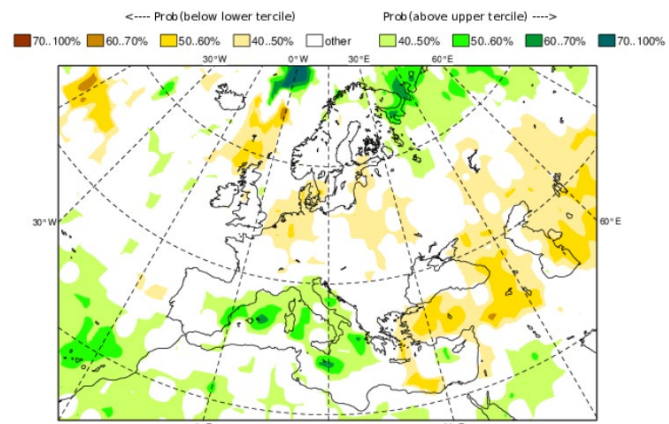 <---- Prob(below lower tercile) Prob(above upper tercile) ---->
70..100% 60..70% 50..60% 40..50% other 40..50% 50..60% 60..70% 70..100%
30°W 0°W 30°E 60°E
30°W 60°E